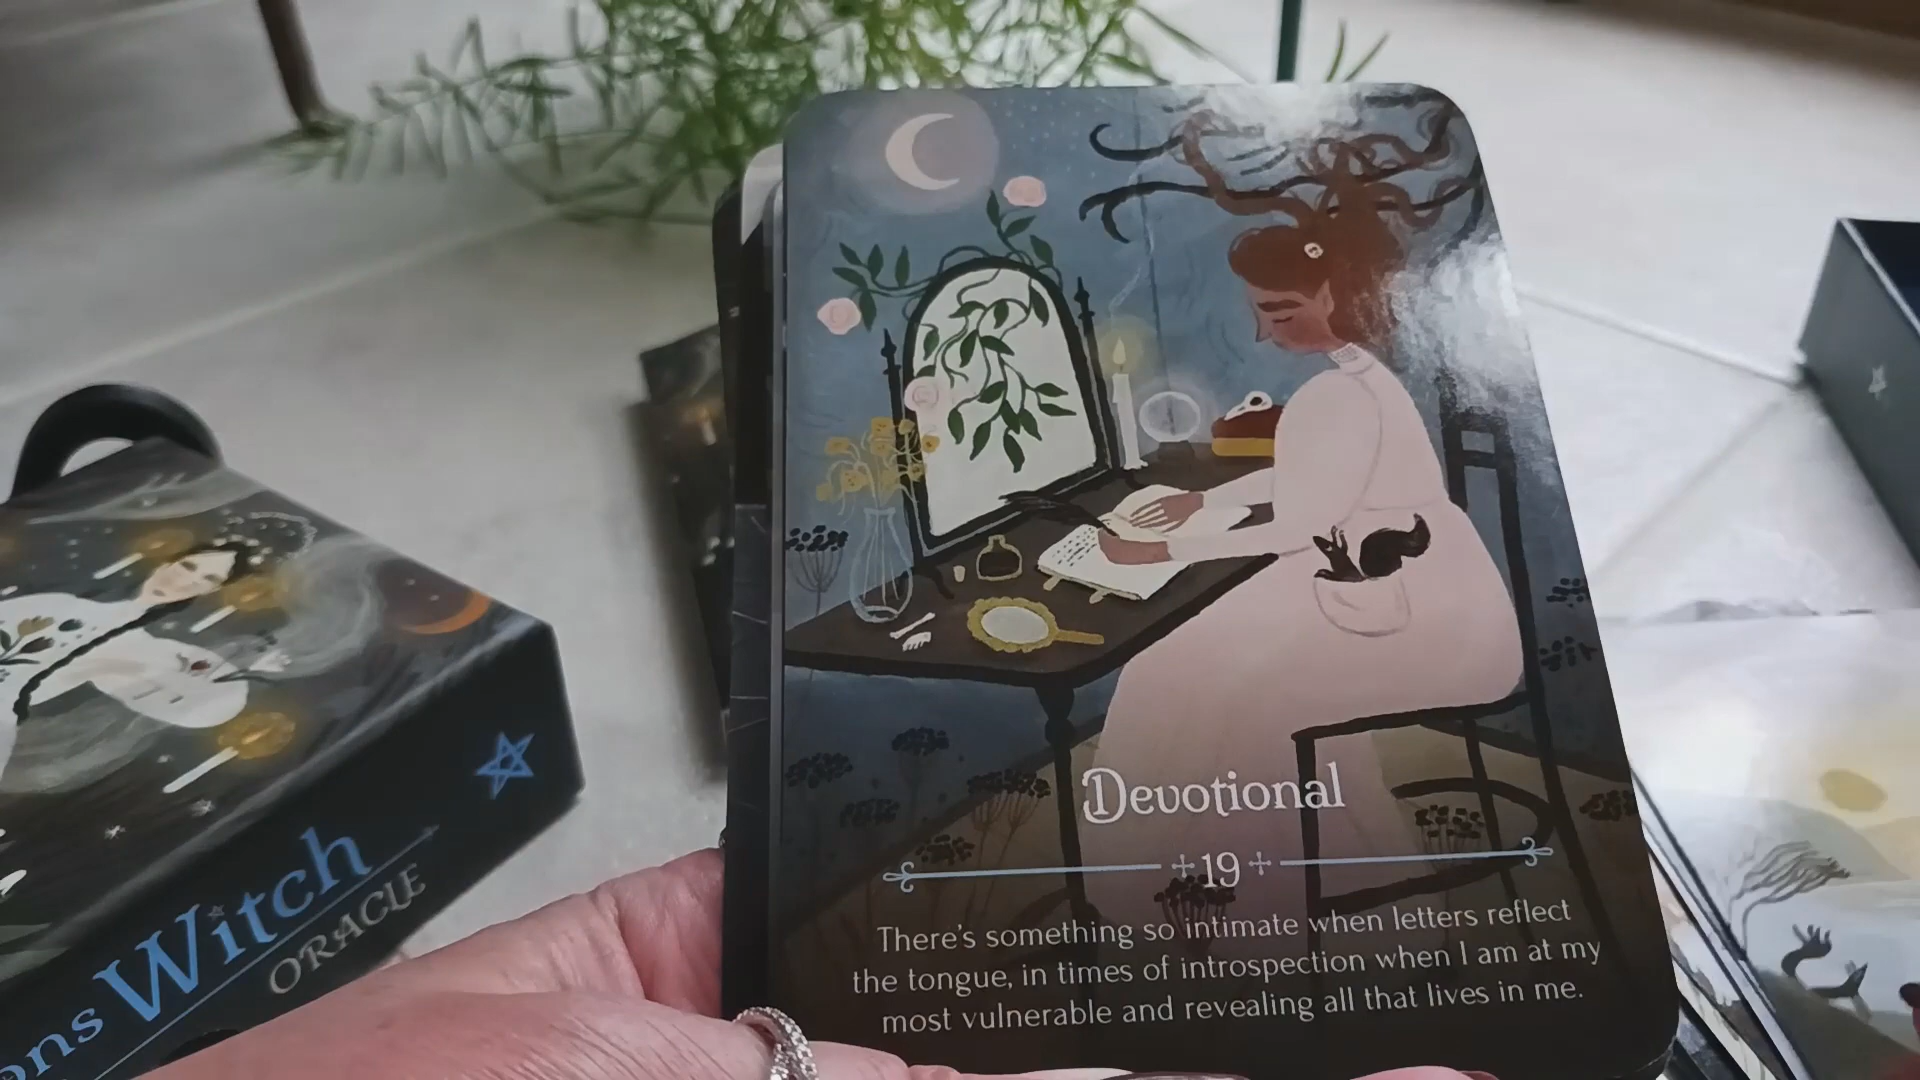 Devotional
19
There's something so intimate when letters reflect
the tongue, in times of introspection when I am at my
most vulnerable and revealing all that lives in me.
Witch
ORACLE